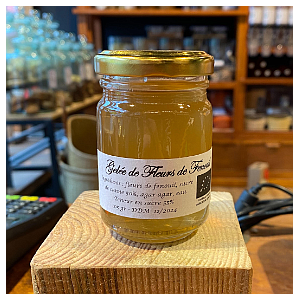 Gelée de Fleurs de Fenouil
fleurs de fenouil, sucre
de canne 50%, agar agar, eau
Teneur en sucre 55%
DDM 12/2024